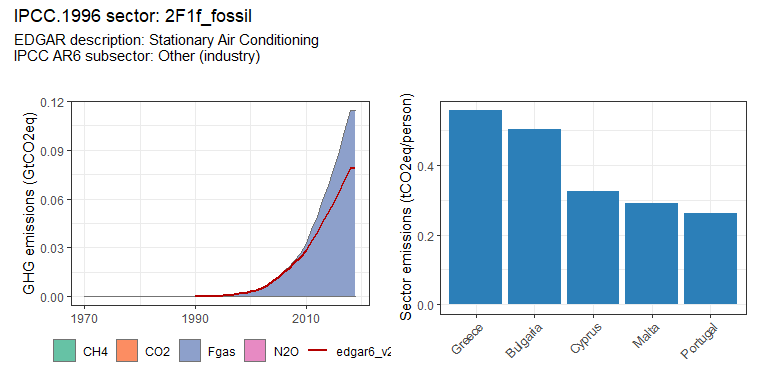 IPCC.1996 sector: 2F1f_fossil
EDGAR description: Stationary Air Conditioning
IPCC AR6 subsector: Other (industry)
GHG emissions (GtCO2eq)
0.12
0.09
0.06
0.03
0.00
1970
1990
2010
CH4
CO2
Fgas
N2O
edgar6_v2
Sector emissions (tCO2eq/person)
0.4
0.2
0.0
Greece
Bulgaria
Cyprus
Malta
Portugal